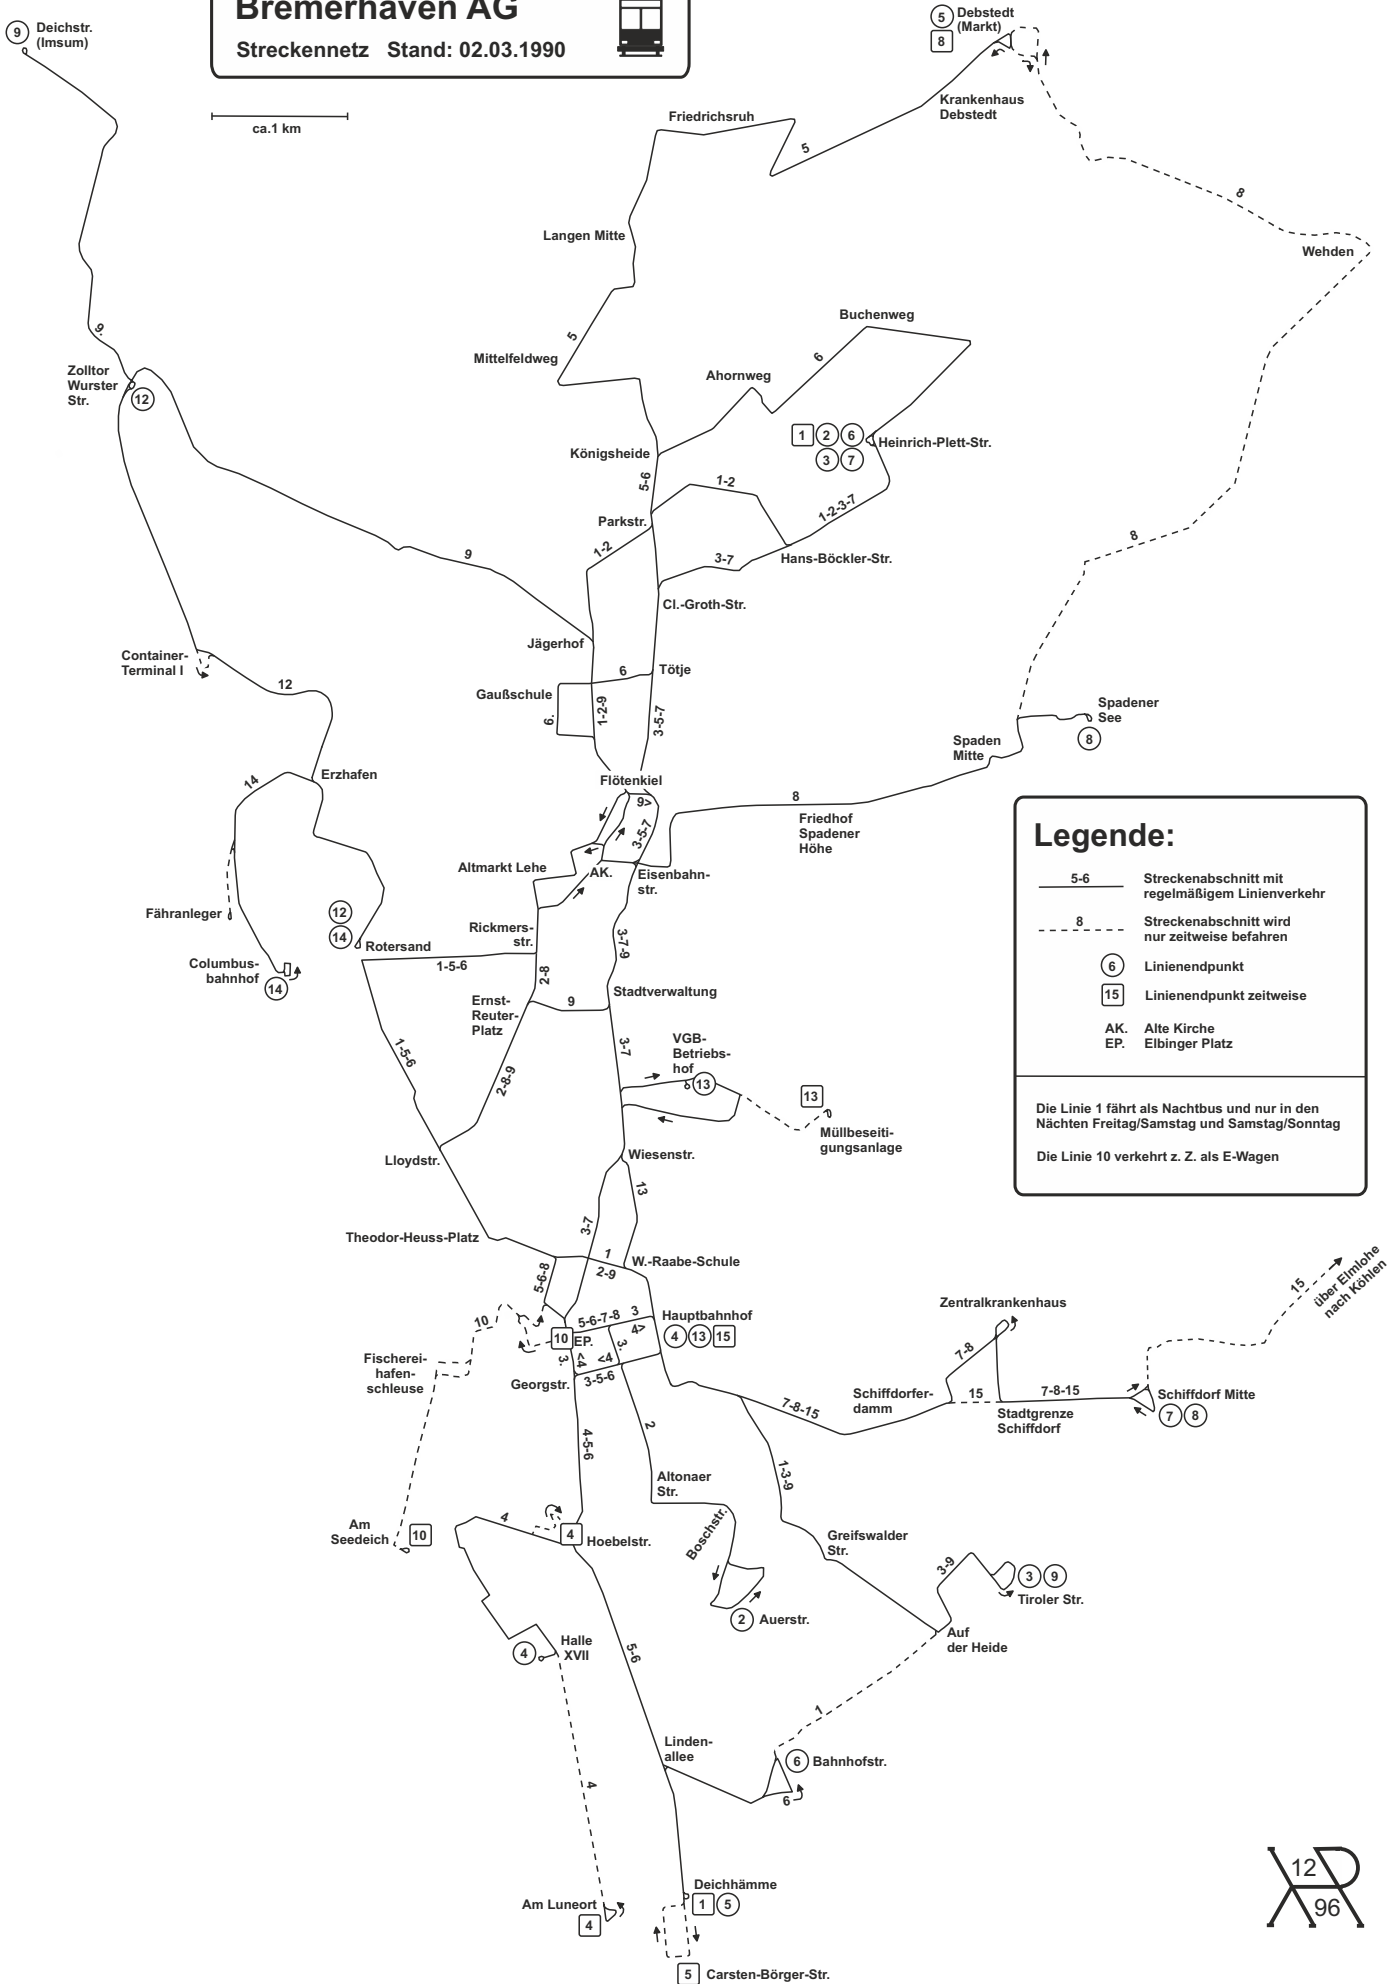 Bremerhaven AG
Streckennetz Stand: 02.03.1990
ca.1 km
9
Deichstr.
(Imsum)
5
8
Debstedt
(Markt)
Krankenhaus
Debstedt
Friedrichsruh
5
8
Wehden
Langen Mitte
5
Mittelfeldweg
Buchenweg
6
Ahornweg
9.
Zolltor
Wurster
Str.
12
1
2
6
3
7
Heinrich-Plett-Str.
Königsheide
5-6
1-2
1-2-3-7
Parkstr.
1-2
3-7
Hans-Böckler-Str.
9
8
Cl.-Groth-Str.
Jägerhof
Container-
Terminal I
12
6
Tötje
Gaußschule
6.
1-2-9
3-5-7
Spadener
See
8
Spaden
Mitte
Erzhafen
14
Flötenkiel
9>
3-5-7
8
Friedhof
Spadener
Höhe
Altmarkt Lehe
AK.
Eisenbahn-
str.
Fähranleger
12
14
Rotersand
Columbus-
bahnhof
14
Rickmers-
str.
1-5-6
3-7-9
2-8
Stadtverwaltung
Ernst-
Reuter-
Platz
9
1-5-6
2-8-9
3-7
VGB-
Betriebs-
hof
13
13
Müllbeseiti-
gungsanlage
Lloydstr.
Wiesenstr.
13
3-7
Legende:
5-6
Streckenabschnitt mit
regelmäßigem Linienverkehr
8
Streckenabschnitt wird
nur zeitweise befahren
6
Linienendpunkt
15
Linienendpunkt zeitweise
AK. Alte Kirche
EP. Elbinger Platz
Die Linie 1 fährt als Nachtbus und nur in den
Nächten Freitag/Samstag und Samstag/Sonntag
Die Linie 10 verkehrt z. Z. als E-Wagen
Theodor-Heuss-Platz
1
2-9
W.-Raabe-Schule
5-6-8
5-6-7-8
3
4>
Hauptbahnhof
4
13
15
10
10
EP.
3.
<4
<4
3.
3-5-6
Georgstr.
Fischerei-
hafen-
schleuse
Zentralkrankenhaus
15
über Elmlohe
nach Köhlen
7-8
Schiffdorfer-
damm
15
7-8-15
Stadtgrenze
Schiffdorf
Schiffdorf Mitte
7
8
7-8-15
2
4-5-6
1-3-9
Altonaer
Str.
Boschstr.
Am
Seedeich
10
4
4
Hoebelstr.
Greifswalder
Str.
3-9
3
9
Tiroler Str.
2
Auerstr.
Auf
der Heide
4
Halle
XVII
5-6
1
Linden-
allee
6
Bahnhofstr.
6
4
Deichhämme
1
5
Am Luneort
4
5
Carsten-Börger-Str.
12
96